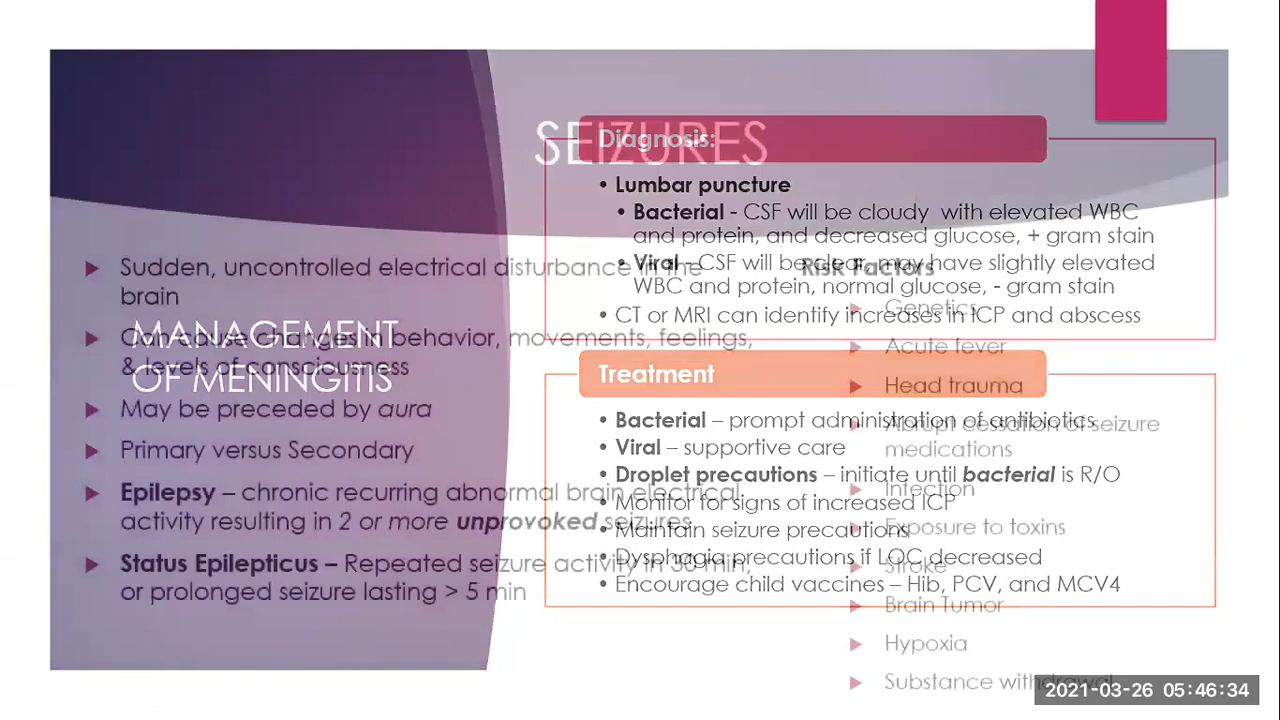 SEIZURES
Sudden, uncontrolled electrical disturbance in the
brain
Can cause changes in behavior, movements, feelings,
& levels of consciousness
May be preceded by aura
Primary versus Secondary
Epilepsy – chronic recurring abnormal brain electrical
activity resulting in 2 or more unprovoked seizures
Status Epilepticus – Repeated seizure activity in 30 min,
or prolonged seizure lasting > 5 min
Risk Factors
Genetics
Acute fever
Head trauma
Abrupt cessation of seizure
medications
Infection
Exposure to toxins
Stroke
Brain Tumor
Hypoxia
Substance withdrawal
MANAGEMENT
OF MENINGITIS
Diagnosis:
• Lumbar puncture
• Bacterial - CSF will be cloudy with elevated WBC
and protein, and decreased glucose, + gram stain
• Viral - CSF will be clear, may have slightly elevated
WBC and protein, normal glucose, - gram stain
• CT or MRI can identify increases in ICP and abscess
Treatment
• Bacterial – prompt administration of antibiotics
• Viral – supportive care
• Droplet precautions – initiate until bacterial is R/O
• Monitor for signs of increased ICP
• Maintain seizure precautions
• Dysphagia precautions if LOC decreased
• Encourage child vaccines – Hib, PCV, and MCV4
2021-03-26 05:46:34